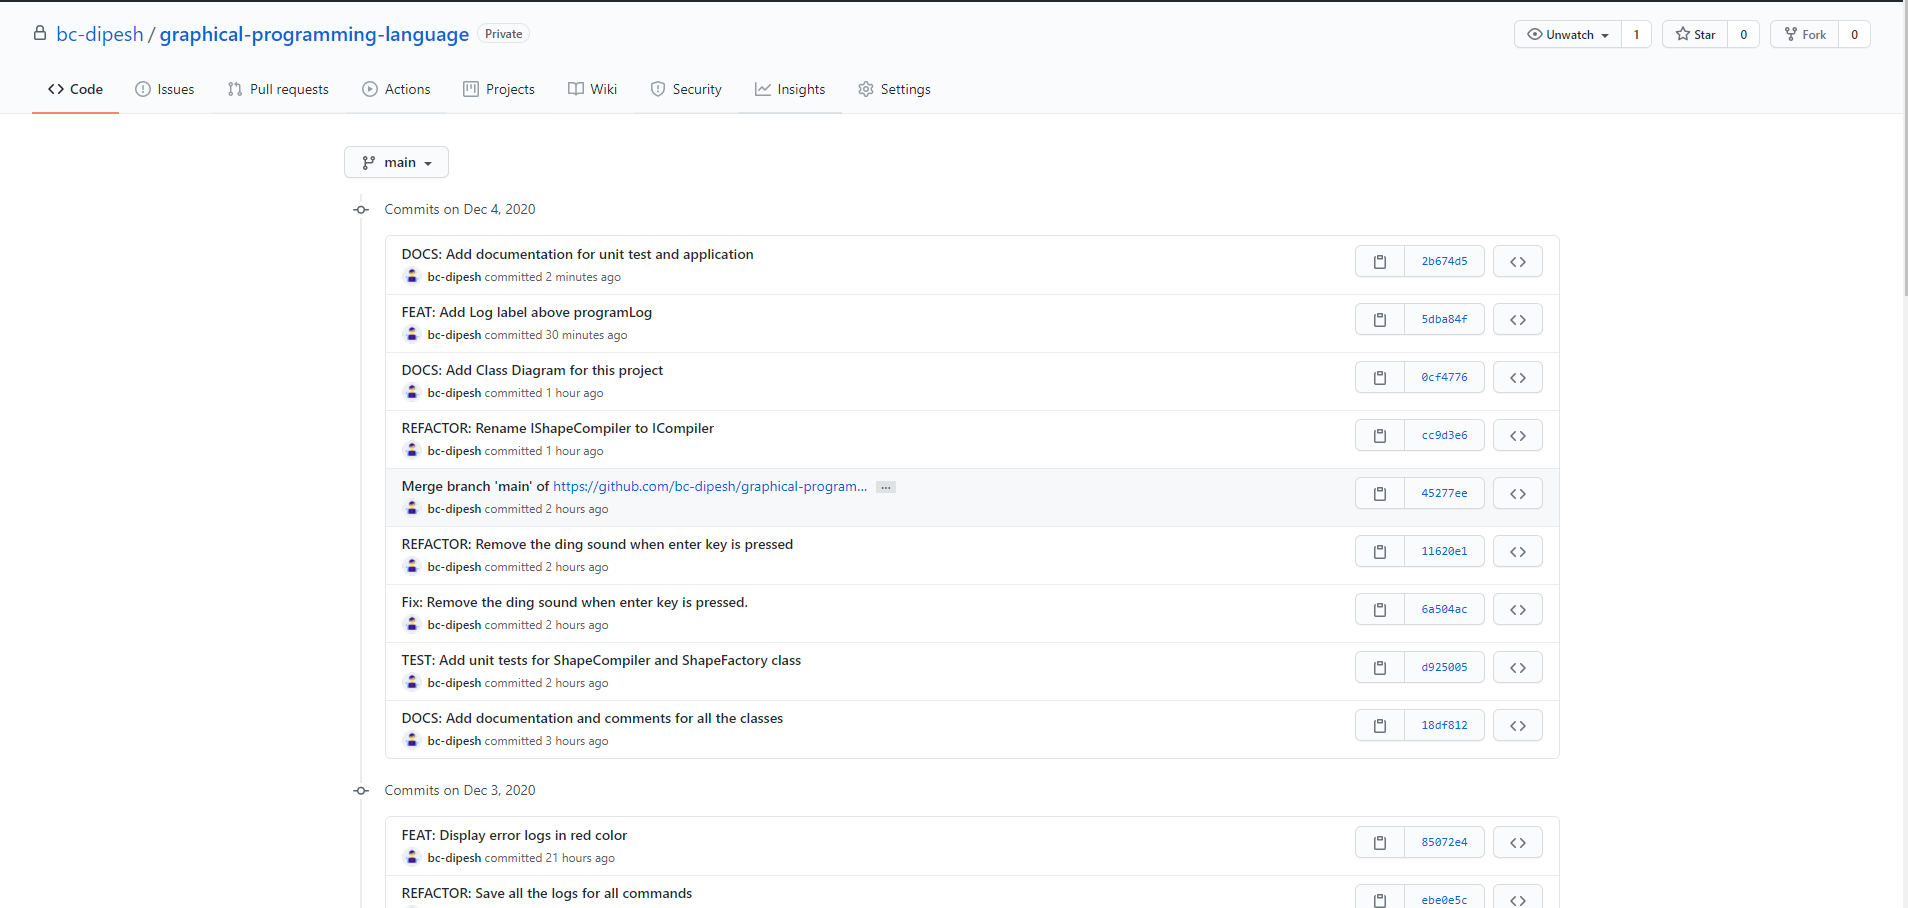 bc-dipesh / graphical-programming-language Private
Unwatch 1 Star 0 Fork 0
Code Issues Pull requests Actions Projects Wiki Security Insights Settings
main
Commits on Dec 4, 2020
DOCS: Add documentation for unit test and application
bc-dipesh committed 2 minutes ago
2b674d5
FEAT: Add Log label above programLog
bc-dipesh committed 30 minutes ago
5dba84f
DOCS: Add Class Diagram for this project
bc-dipesh committed 1 hour ago
0cf4776
REFACTOR: Rename IShapeCompiler to ICompiler
bc-dipesh committed 1 hour ago
cc9d3e6
Merge branch 'main' of https://github.com/bc-dipesh/graphical-program... ...
bc-dipesh committed 2 hours ago
45277ee
REFACTOR: Remove the ding sound when enter key is pressed
bc-dipesh committed 2 hours ago
11620e1
Fix: Remove the ding sound when enter key is pressed.
bc-dipesh committed 2 hours ago
6a504ac
TEST: Add unit tests for ShapeCompiler and ShapeFactory class
bc-dipesh committed 2 hours ago
d925005
DOCS: Add documentation and comments for all the classes
bc-dipesh committed 3 hours ago
18df812
Commits on Dec 3, 2020
FEAT: Display error logs in red color
bc-dipesh committed 21 hours ago
85072e4
REFACTOR: Save all the logs for all commands
ebe0e5c